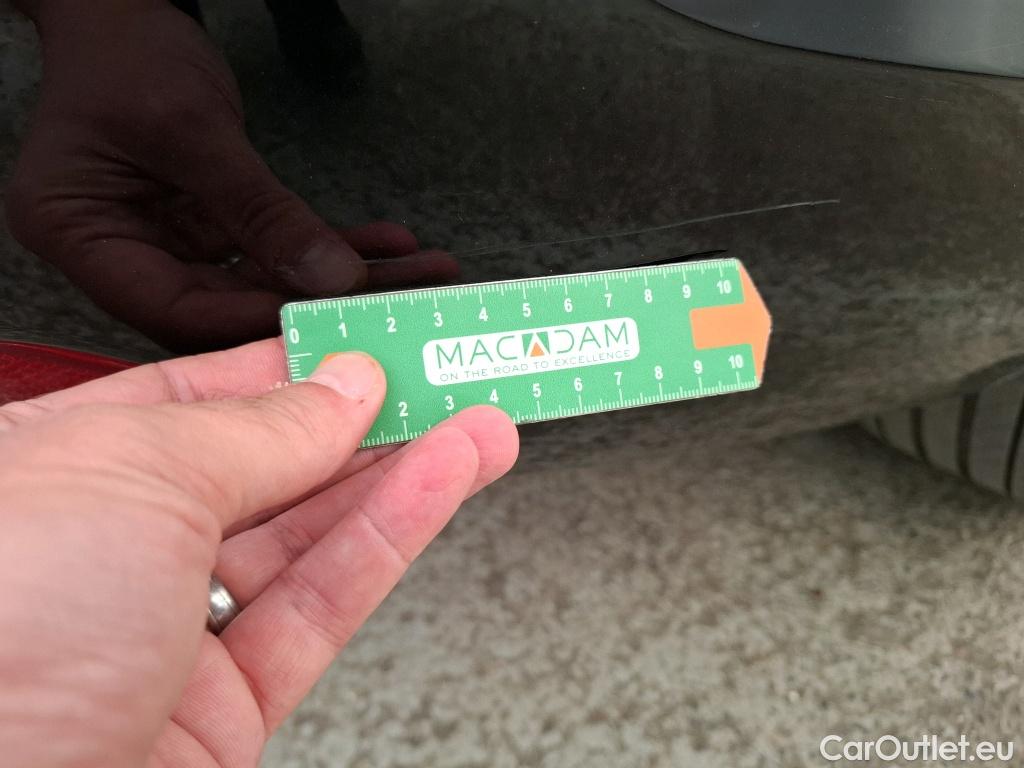 0 1 2 3 4 5 6 7 8 9 10
MACADAM
ON THE ROAD TO EXCELLENCE
2 3 4 5 6 7 8 9 10
CarOutlet.eu